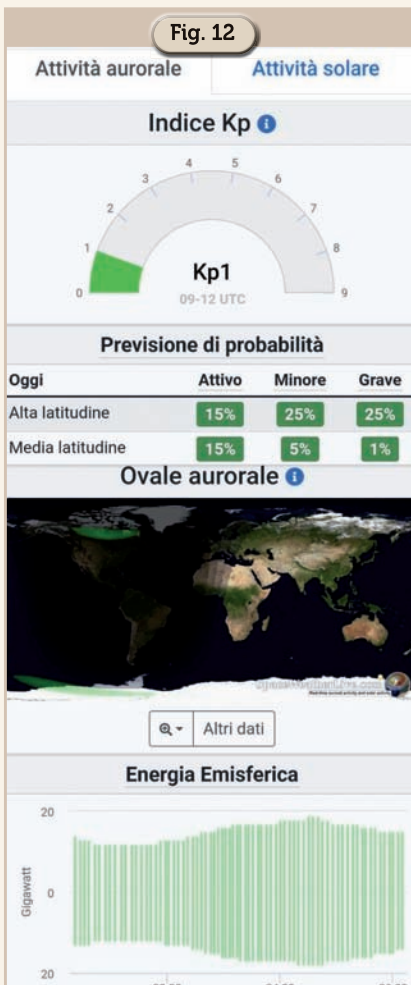 Fig. 12
Attività aurorale Attività solare
Indice Kp
0 1 2 3 4 5 6 7 8 9
Kp1
09-12 UTC
Previsione di probabilità
Oggi Attivo Minore Grave
Alta latitudine 15% 25% 25%
Media latitudine 15% 5% 1%
Ovale aurorale
SpaceWeatherLive.com
Altri dati
Energia Emisferica
Gigawatt
20
0
20